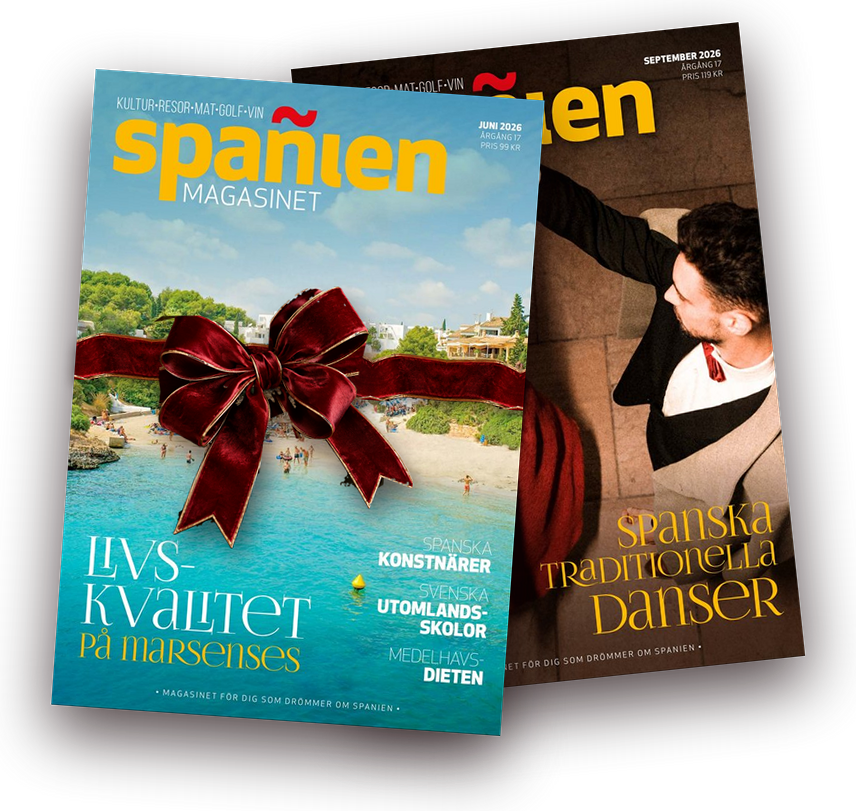 KULTUR•RESOR•MAT•GOLF•VIN
spañien
MAGASINET
JUNI 2026
ÅRGÅNG 17
PRIS 99 KR
SPANSKA
KONSTNÄRER
SVENSKA
UTOMLANDS-
SKOLOR
MEDELHAVS-
DIETEN
LIVS-
KVALITET
PÅ MARSENSES
• MAGASINET FÖR DIG SOM DRÖMMER OM SPANIEN •
MAT•GOLF•VIN
ien
SEPTEMBER 2026
ÅRGÅNG 17
PRIS 119 KR
SPANSKA
TRADITIONELLA
DANSER
FÖR DIG SOM DRÖMMER OM SPANIEN •